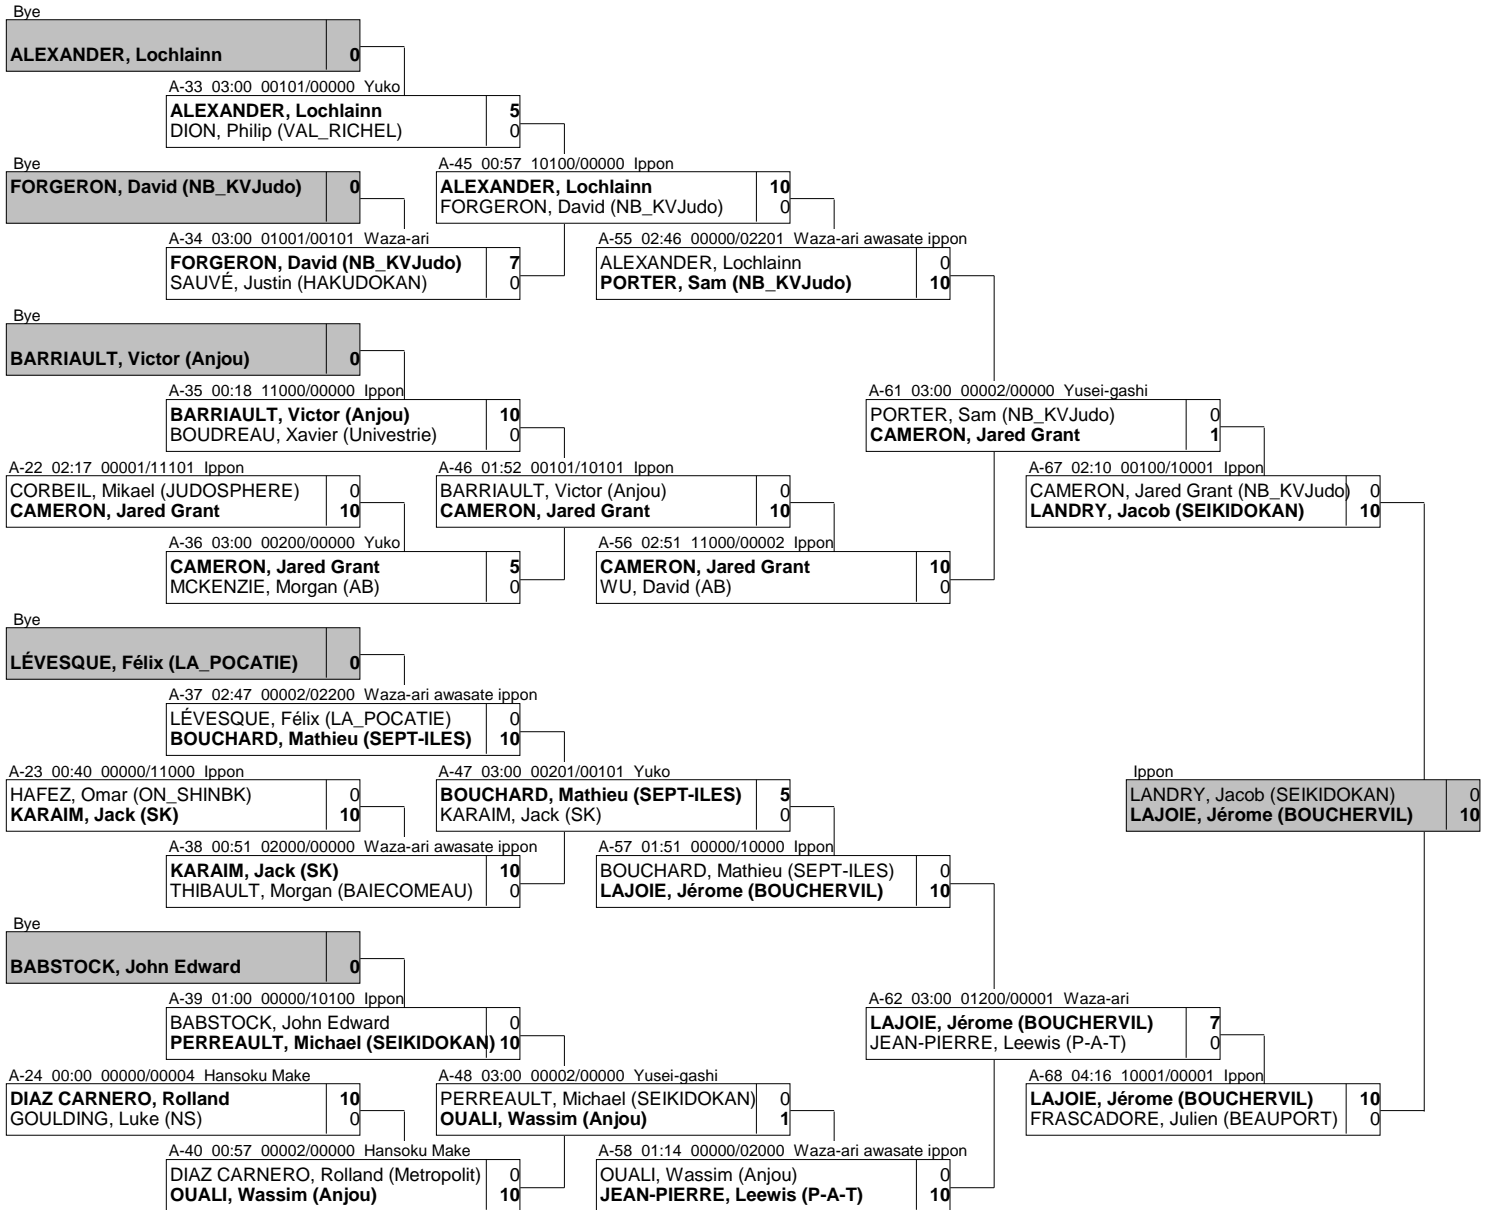 Bye
ALEXANDER, Lochlainn 0
A-33 03:00 00101/00000 Yuko
ALEXANDER, Lochlainn 5
DION, Philip (VAL_RICHEL) 0
Bye
FORGERON, David (NB_KVJudo) 0
A-45 00:57 10100/00000 Ippon
ALEXANDER, Lochlainn 10
FORGERON, David (NB_KVJudo) 0
A-34 03:00 01001/00101 Waza-ari
FORGERON, David (NB_KVJudo) 7
SAUVÉ, Justin (HAKUDOKAN) 0
A-55 02:46 00000/02201 Waza-ari awasate ippon
ALEXANDER, Lochlainn 0
PORTER, Sam (NB_KVJudo) 10
Bye
BARRIAULT, Victor (Anjou) 0
A-35 00:18 11000/00000 Ippon
BARRIAULT, Victor (Anjou) 10
BOUDREAU, Xavier (Univestrie) 0
A-61 03:00 00002/00000 Yusei-gashi
PORTER, Sam (NB_KVJudo) 0
CAMERON, Jared Grant 1
A-22 02:17 00001/11101 Ippon
CORBEIL, Mikael (JUDOSPHERE) 0
CAMERON, Jared Grant 10
A-46 01:52 00101/10101 Ippon
BARRIAULT, Victor (Anjou) 0
CAMERON, Jared Grant 10
A-67 02:10 00100/10001 Ippon
CAMERON, Jared Grant (NB_KVJudo) 0
LANDRY, Jacob (SEIKIDOKAN) 10
A-36 03:00 00200/00000 Yuko
CAMERON, Jared Grant 5
MCKENZIE, Morgan (AB) 0
A-56 02:51 11000/00002 Ippon
CAMERON, Jared Grant 10
WU, David (AB) 0
Bye
LÉVESQUE, Félix (LA_POCATIE) 0
A-37 02:47 00002/02200 Waza-ari awasate ippon
LÉVESQUE, Félix (LA_POCATIE) 0
BOUCHARD, Mathieu (SEPT-ILES) 10
A-23 00:40 00000/11000 Ippon
HAFEZ, Omar (ON_SHINBK) 0
KARAIM, Jack (SK) 10
A-47 03:00 00201/00101 Yuko
BOUCHARD, Mathieu (SEPT-ILES) 5
KARAIM, Jack (SK) 0
Ippon
LANDRY, Jacob (SEIKIDOKAN) 0
LAJOIE, Jérome (BOUCHERVIL) 10
A-38 00:51 02000/00000 Waza-ari awasate ippon
KARAIM, Jack (SK) 10
THIBAULT, Morgan (BAIECOMEAU) 0
A-57 01:51 00000/10000 Ippon
BOUCHARD, Mathieu (SEPT-ILES) 0
LAJOIE, Jérome (BOUCHERVIL) 10
Bye
BABSTOCK, John Edward 0
A-39 01:00 00000/10100 Ippon
BABSTOCK, John Edward 0
PERREAULT, Michael (SEIKIDOKAN) 10
A-62 03:00 01200/00001 Waza-ari
LAJOIE, Jérome (BOUCHERVIL) 7
JEAN-PIERRE, Leewis (P-A-T) 0
A-24 00:00 00000/00004 Hansoku Make
DIAZ CARNERO, Rolland 10
GOULDING, Luke (NS) 0
A-48 03:00 00002/00000 Yusei-gashi
PERREAULT, Michael (SEIKIDOKAN) 0
OUALI, Wassim (Anjou) 1
A-68 04:16 10001/00001 Ippon
LAJOIE, Jérome (BOUCHERVIL) 10
FRASCADORE, Julien (BEAUPORT) 0
A-40 00:57 00002/00000 Hansoku Make
DIAZ CARNERO, Rolland (Metropolit) 0
OUALI, Wassim (Anjou) 10
A-58 01:14 00000/02000 Waza-ari awasate ippon
OUALI, Wassim (Anjou) 0
JEAN-PIERRE, Leewis (P-A-T) 10